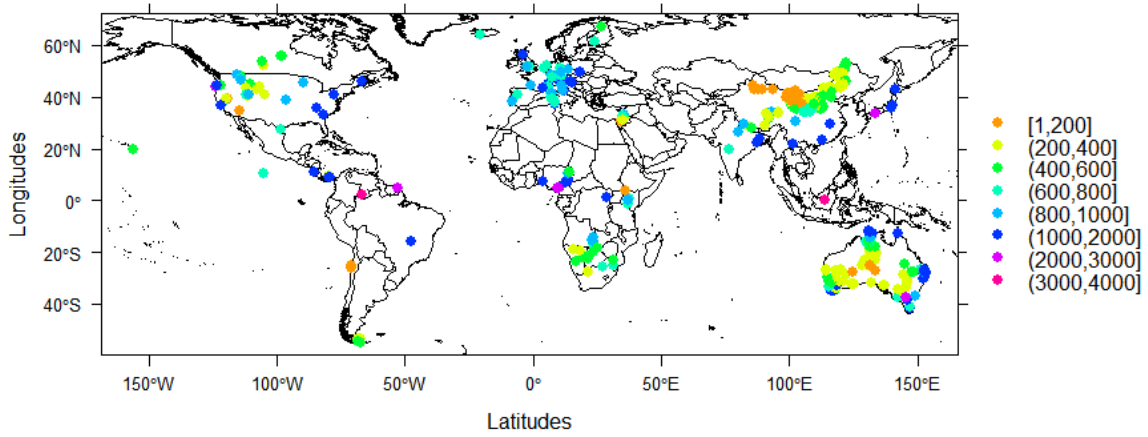 60°N
40°N
20°N
0°
20°S
40°S
Longitudes
150°W
100°W
50°W
0°
50°E
100°E
150°E
Latitudes
[1,200]
(200,400]
(400,600]
(600,800]
(800,1000]
(1000,2000]
(2000,3000]
(3000,4000]